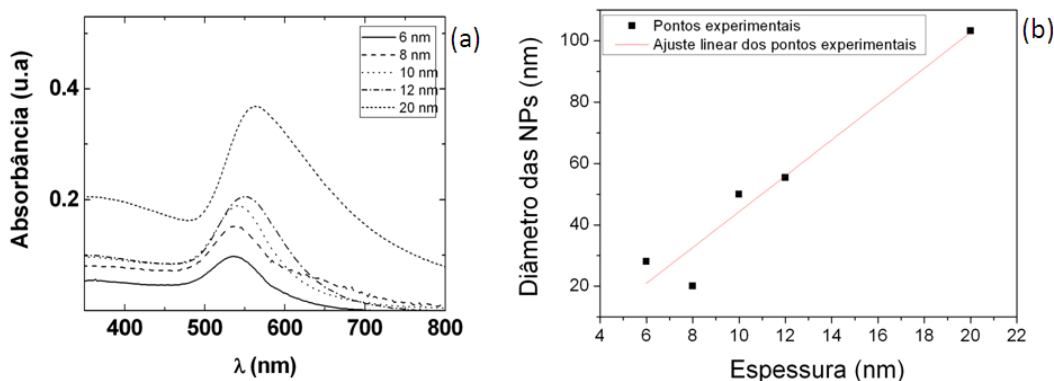 (a)
6 nm
8 nm
10 nm
12 nm
20 nm
Absorbância (u.a)
0.4
0.2
400 500 600 700 800
λ (nm)
(b)
Pontos experimentais
Ajuste linear dos pontos experimentais
Diâmetro das NPs (nm)
100
80
60
40
20
4 6 8 10 12 14 16 18 20 22
Espessura (nm)